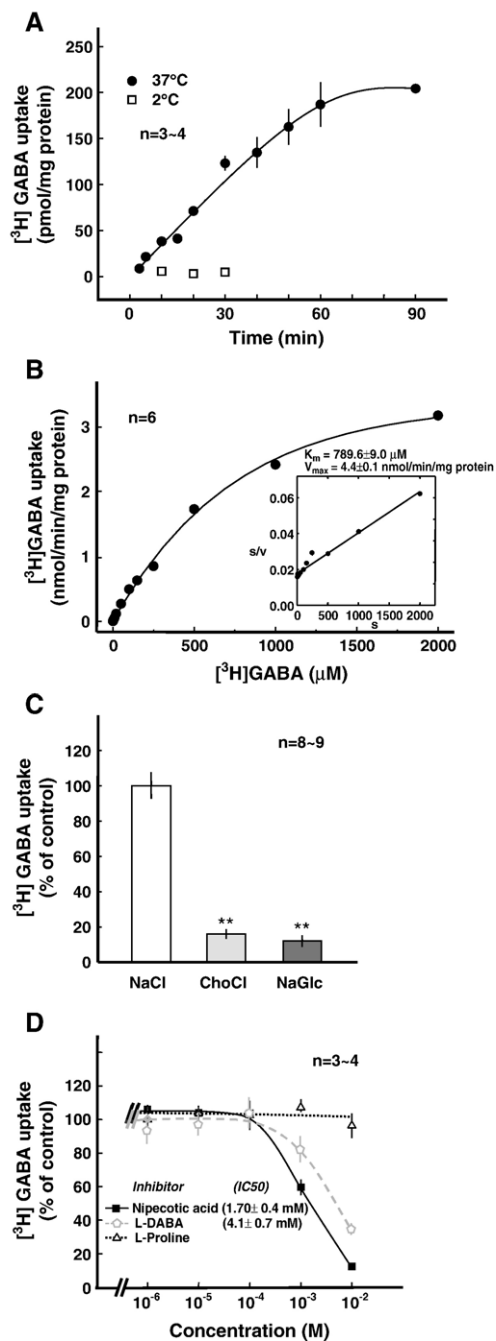 A
[³H] GABA uptake
(pmol/mg protein)
250
200
150
100
50
0
37°C
2°C
n=3~4
0 30 60 90
Time (min)
B
[³H]GABA uptake
(nmol/min/mg protein)
3
2
1
0
n=6
Km = 789.6±9.0 μM
Vmax = 4.4±0.1 nmol/min/mg protein
s/v
0.06
0.04
0.02
0.00
0 500 1000 1500 2000
s
0 500 1000 1500 2000
[³H]GABA (μM)
C
[³H] GABA uptake
(% of control)
120
100
80
60
40
20
0
n=8~9
** **
NaCl ChoCl NaGlc
D
[³H] GABA uptake
(% of control)
120
100
80
60
40
20
0
n=3~4
Inhibitor (IC50)
Nipecotic acid (1.70± 0.4 mM)
L-DABA (4.1± 0.7 mM)
L-Proline
10⁻⁶ 10⁻⁵ 10⁻⁴ 10⁻³ 10⁻²
Concentration (M)